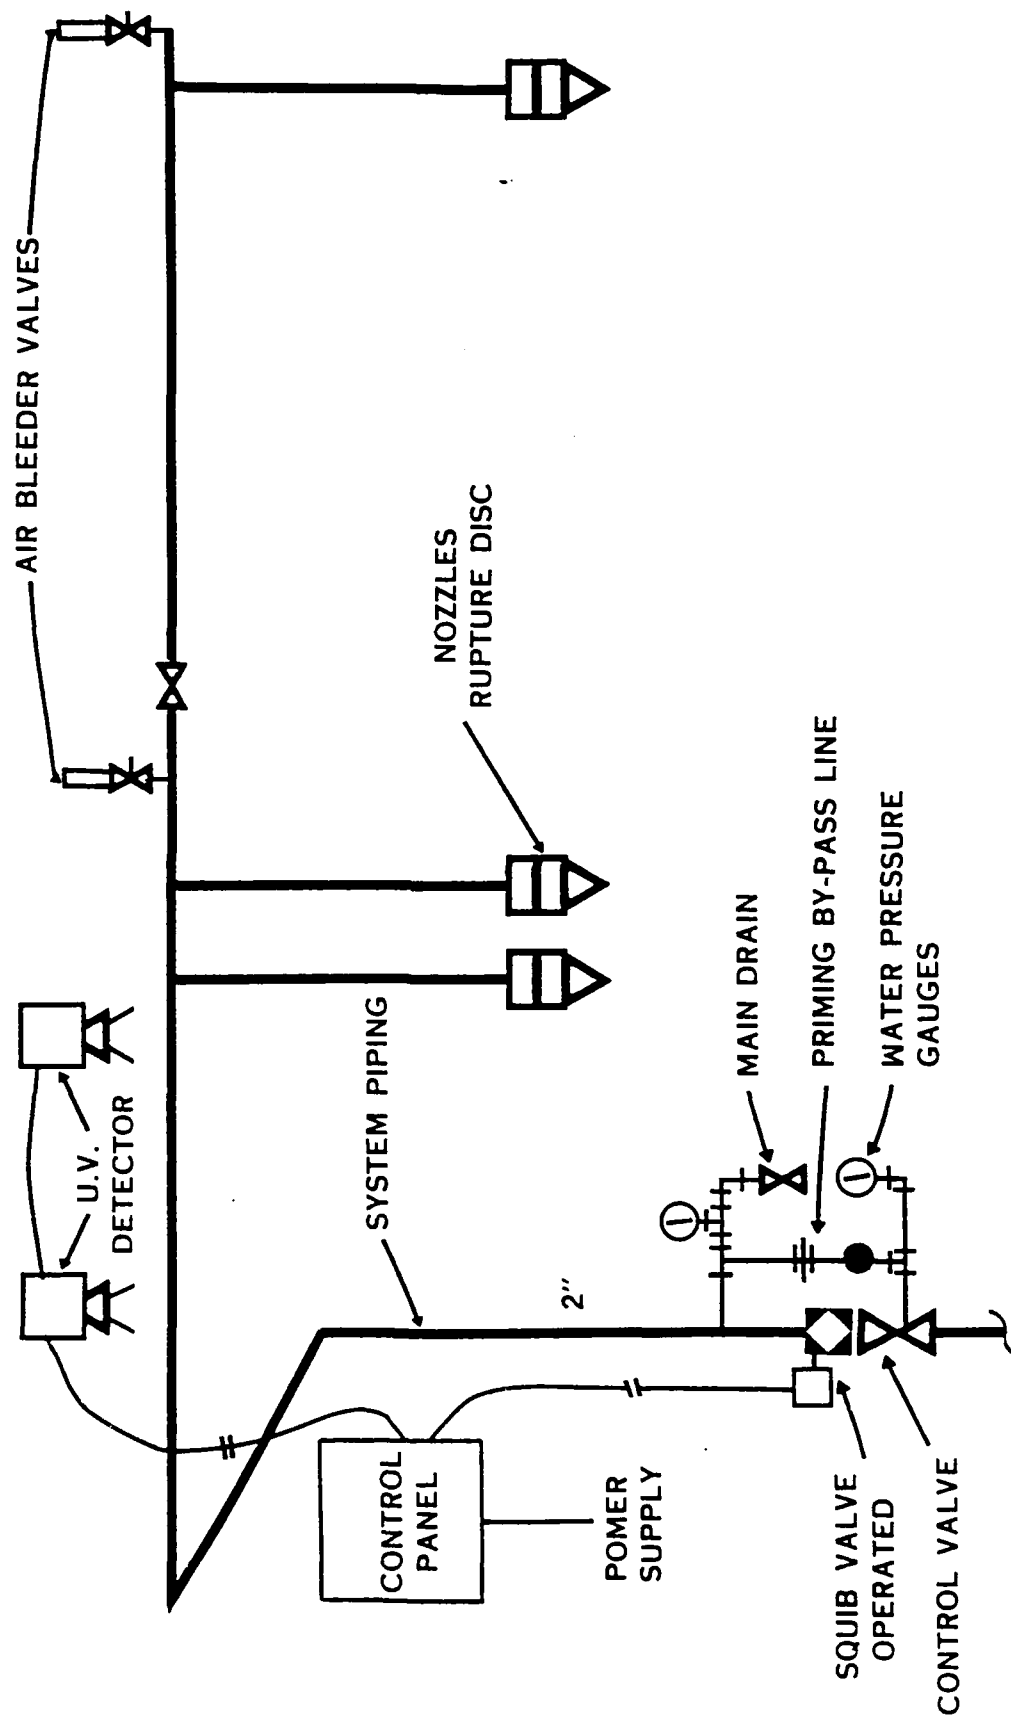 AIR BLEEDER VALVES
U.V.
DETECTOR
NOZZLES
RUPTURE DISC
SYSTEM PIPING
2"
CONTROL
PANEL
POMER
SUPPLY
MAIN DRAIN
PRIMING BY-PASS LINE
WATER PRESSURE
GAUGES
SQUIB VALVE
OPERATED
CONTROL VALVE